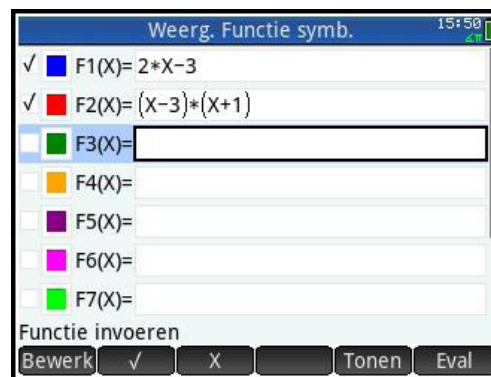 Weerg. Functie symb. 15:50
∡π
√ F1(X)= 2*X−3
√ F2(X)= (X−3)*(X+1)
F3(X)=
F4(X)=
F5(X)=
F6(X)=
F7(X)=
Functie invoeren
Bewerk √ X Tonen Eval